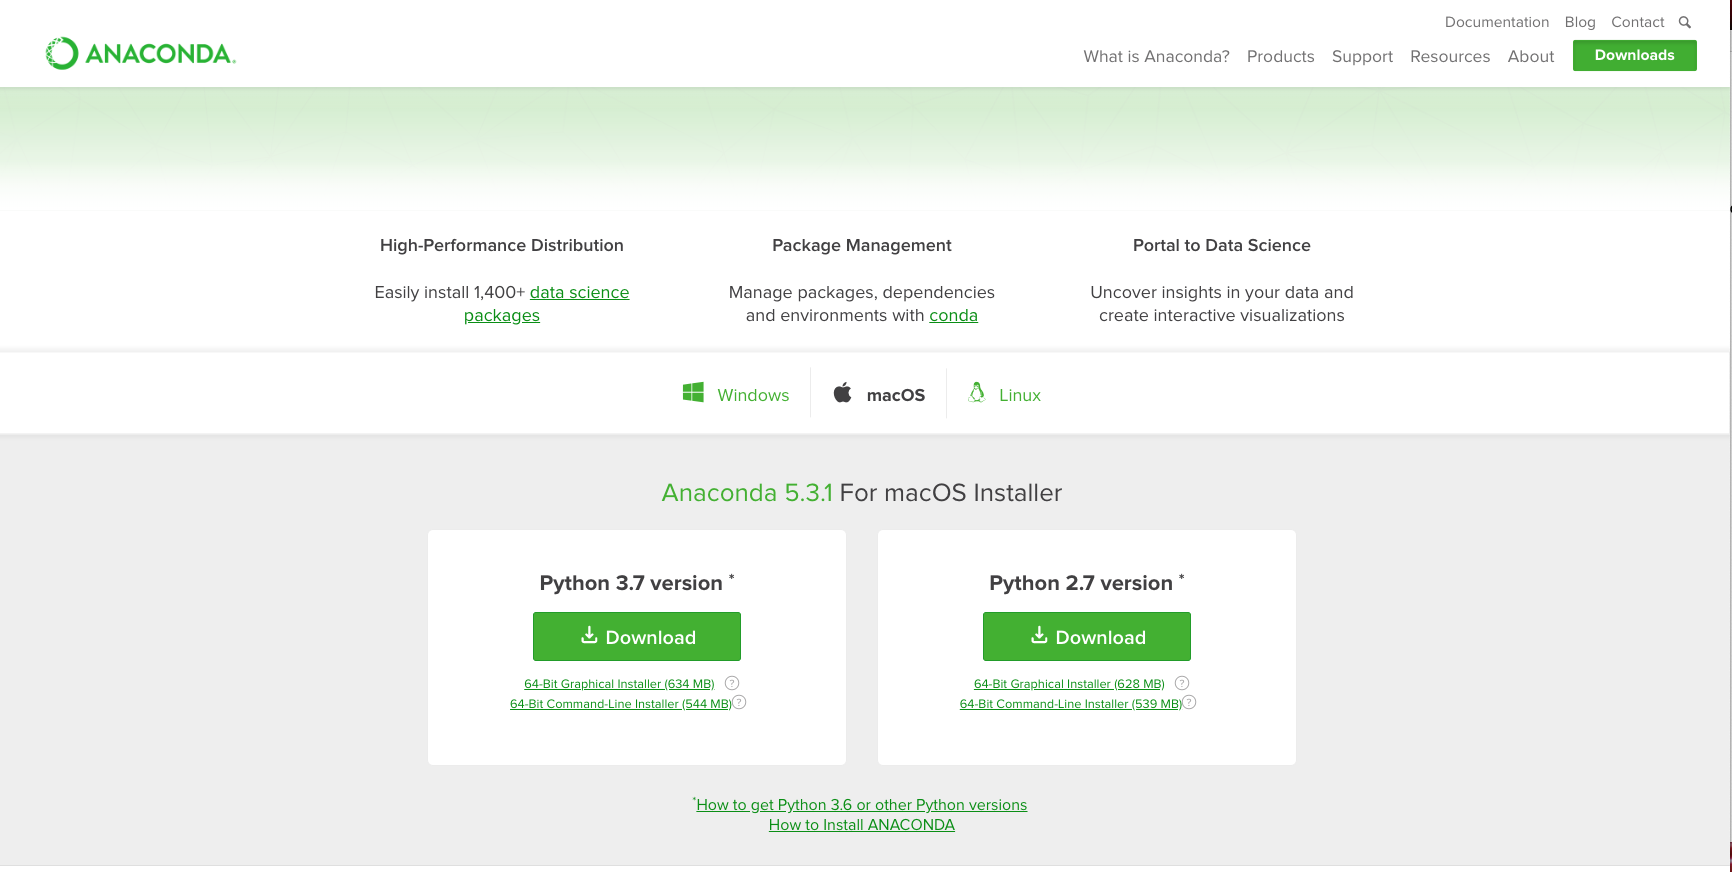 Documentation Blog Contact
ANACONDA.
What is Anaconda? Products Support Resources About Downloads
High-Performance Distribution
Easily install 1,400+ data science
packages
Package Management
Manage packages, dependencies
and environments with conda
Portal to Data Science
Uncover insights in your data and
create interactive visualizations
Windows macOS Linux
Anaconda 5.3.1 For macOS Installer
Python 3.7 version *
Download
64-Bit Graphical Installer (634 MB) ?
64-Bit Command-Line Installer (544 MB) ?
Python 2.7 version *
Download
64-Bit Graphical Installer (628 MB) ?
64-Bit Command-Line Installer (539 MB) ?
*How to get Python 3.6 or other Python versions
How to Install ANACONDA